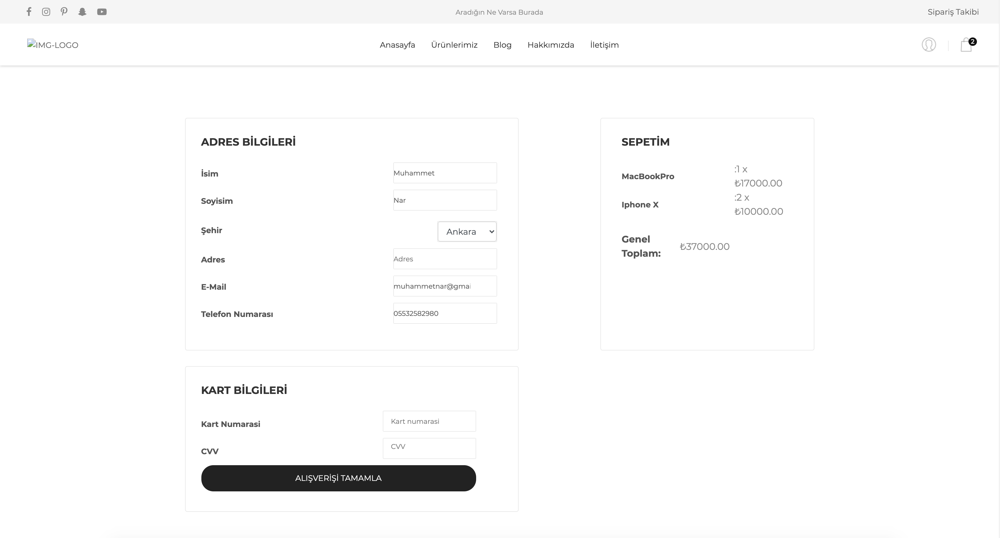 Aradığın Ne Varsa Burada
Sipariş Takibi
IMG-LOGO
Anasayfa Ürünlerimiz Blog Hakkımızda İletişim
2
ADRES BİLGİLERİ
İsim
Muhammet
Soyisim
Nar
Şehir
Ankara
Adres
Adres
E-Mail
muhammetnar@gmai
Telefon Numarası
05532582980
SEPETİM
MacBookPro
:1 x
₺17000.00
Iphone X
:2 x
₺10000.00
Genel
Toplam:
₺37000.00
KART BİLGİLERİ
Kart Numarasi
Kart numarasi
CVV
CVV
ALIŞVERİŞİ TAMAMLA